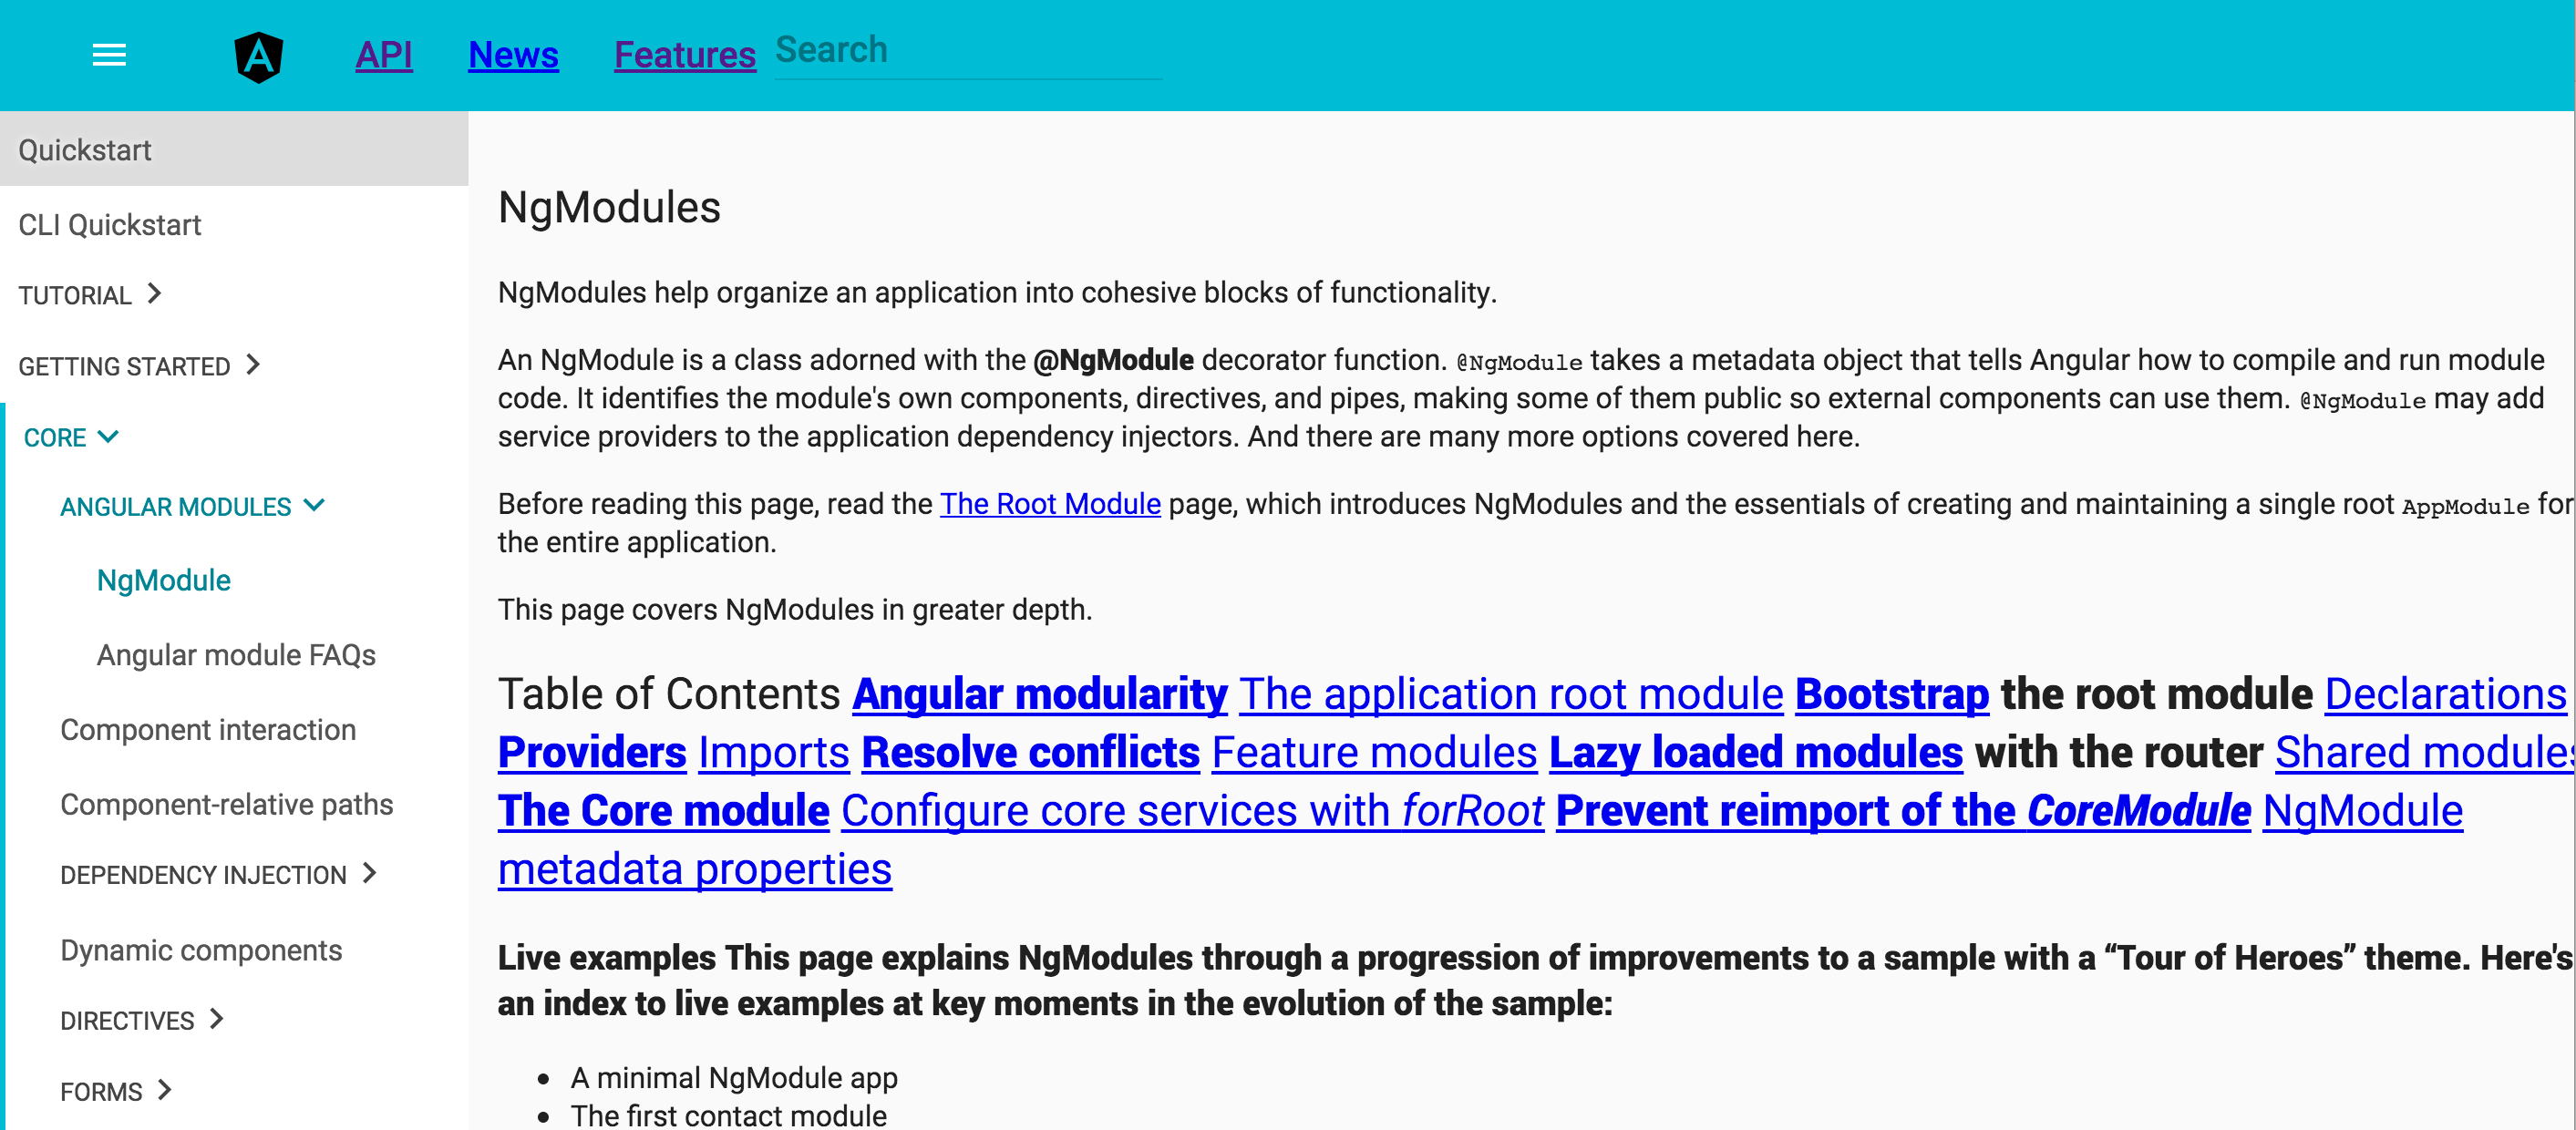 API News Features Search
Quickstart
CLI Quickstart
TUTORIAL
GETTING STARTED
CORE
ANGULAR MODULES
NgModule
Angular module FAQs
Component interaction
Component-relative paths
DEPENDENCY INJECTION
Dynamic components
DIRECTIVES
FORMS
NgModules
NgModules help organize an application into cohesive blocks of functionality.
An NgModule is a class adorned with the @NgModule decorator function. @NgModule takes a metadata object that tells Angular how to compile and run module
code. It identifies the module's own components, directives, and pipes, making some of them public so external components can use them. @NgModule may add
service providers to the application dependency injectors. And there are many more options covered here.
Before reading this page, read the The Root Module page, which introduces NgModules and the essentials of creating and maintaining a single root AppModule for
the entire application.
This page covers NgModules in greater depth.
Table of Contents Angular modularity The application root module Bootstrap the root module Declarations
Providers Imports Resolve conflicts Feature modules Lazy loaded modules with the router Shared modules
The Core module Configure core services with forRoot Prevent reimport of the CoreModule NgModule
metadata properties
Live examples This page explains NgModules through a progression of improvements to a sample with a “Tour of Heroes” theme. Here's
an index to live examples at key moments in the evolution of the sample:
• A minimal NgModule app
• The first contact module